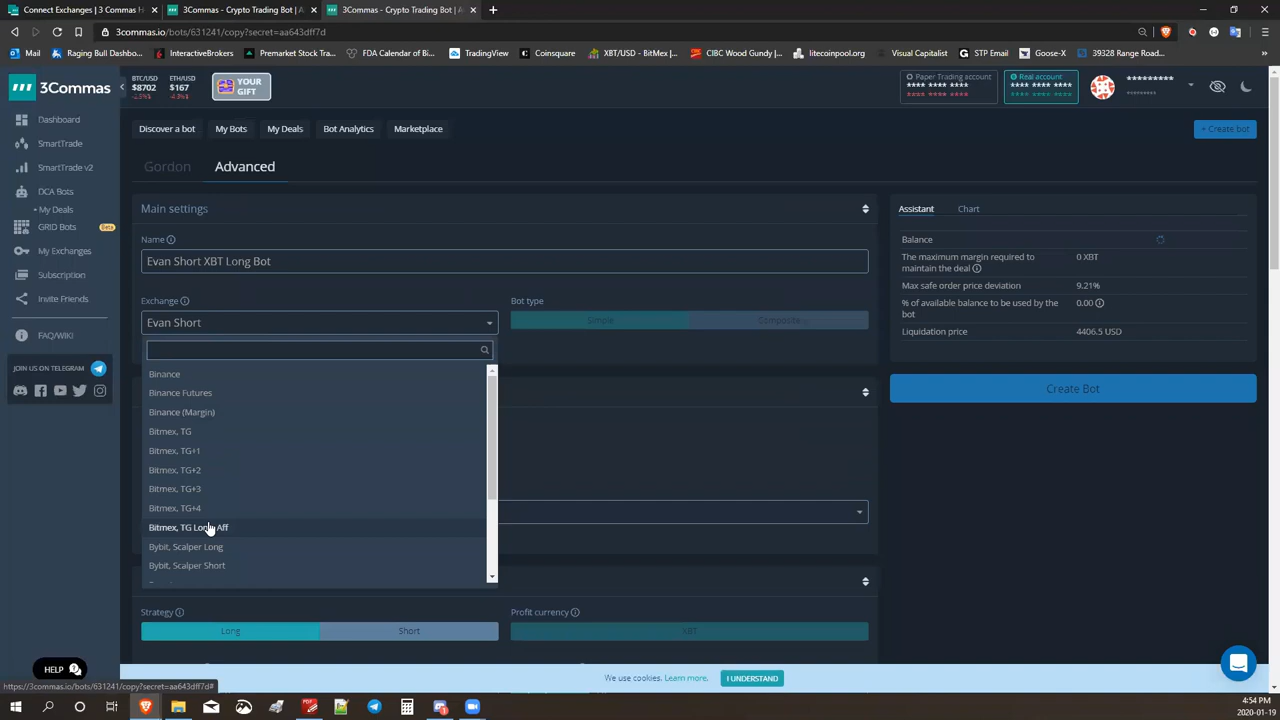 Connect Exchanges | 3 Commas H
3Commas - Crypto Trading Bot | A
3Commas - Crypto Trading Bot | A
3commas.io/bots/631241/copy?secret=aa643dff7d
Mail
Raging Bull Dashbo...
InteractiveBrokers
Premarket Stock Tra...
FDA Calendar of Bi...
TradingView
Coinsquare
XBT/USD - BitMex |...
CIBC Wood Gundy |...
litecoinpool.org
Visual Capitalist
STP Email
Goose-X
39328 Range Road...
3Commas
BTC/USD
$8702
ETH/USD
$167
YOUR
GIFT
Paper Trading account
**** **** ****
**** **** ****
Real account
**** **** ****
**** **** ****
*********
*********
Dashboard
SmartTrade
SmartTrade v2
DCA Bots
• My Deals
GRID Bots
Beta
My Exchanges
Subscription
Invite Friends
FAQ/WIKI
JOIN US ON TELEGRAM
HELP
Discover a bot
My Bots
My Deals
Bot Analytics
Marketplace
+ Create bot
Gordon
Advanced
Main settings
Name
Evan Short XBT Long Bot
Exchange
Bot type
Evan Short
Simple
Composite
Binance
Binance Futures
Binance (Margin)
Bitmex, TG
Bitmex, TG+1
Bitmex, TG+2
Bitmex, TG+3
Bitmex, TG+4
Bitmex, TG Long Aff
Bybit, Scalper Long
Bybit, Scalper Short
Strategy
Profit currency
Long
Short
XBT
Assistant
Chart
Balance
The maximum margin required to
maintain the deal
0 XBT
Max safe order price deviation
9.21%
% of available balance to be used by the
bot
0.00
Liquidation price
4406.5 USD
Create Bot
We use cookies. Learn more.
I UNDERSTAND
https://3commas.io/bots/631241/copy?secret=aa643dff7d#
4:54 PM
2020-01-19